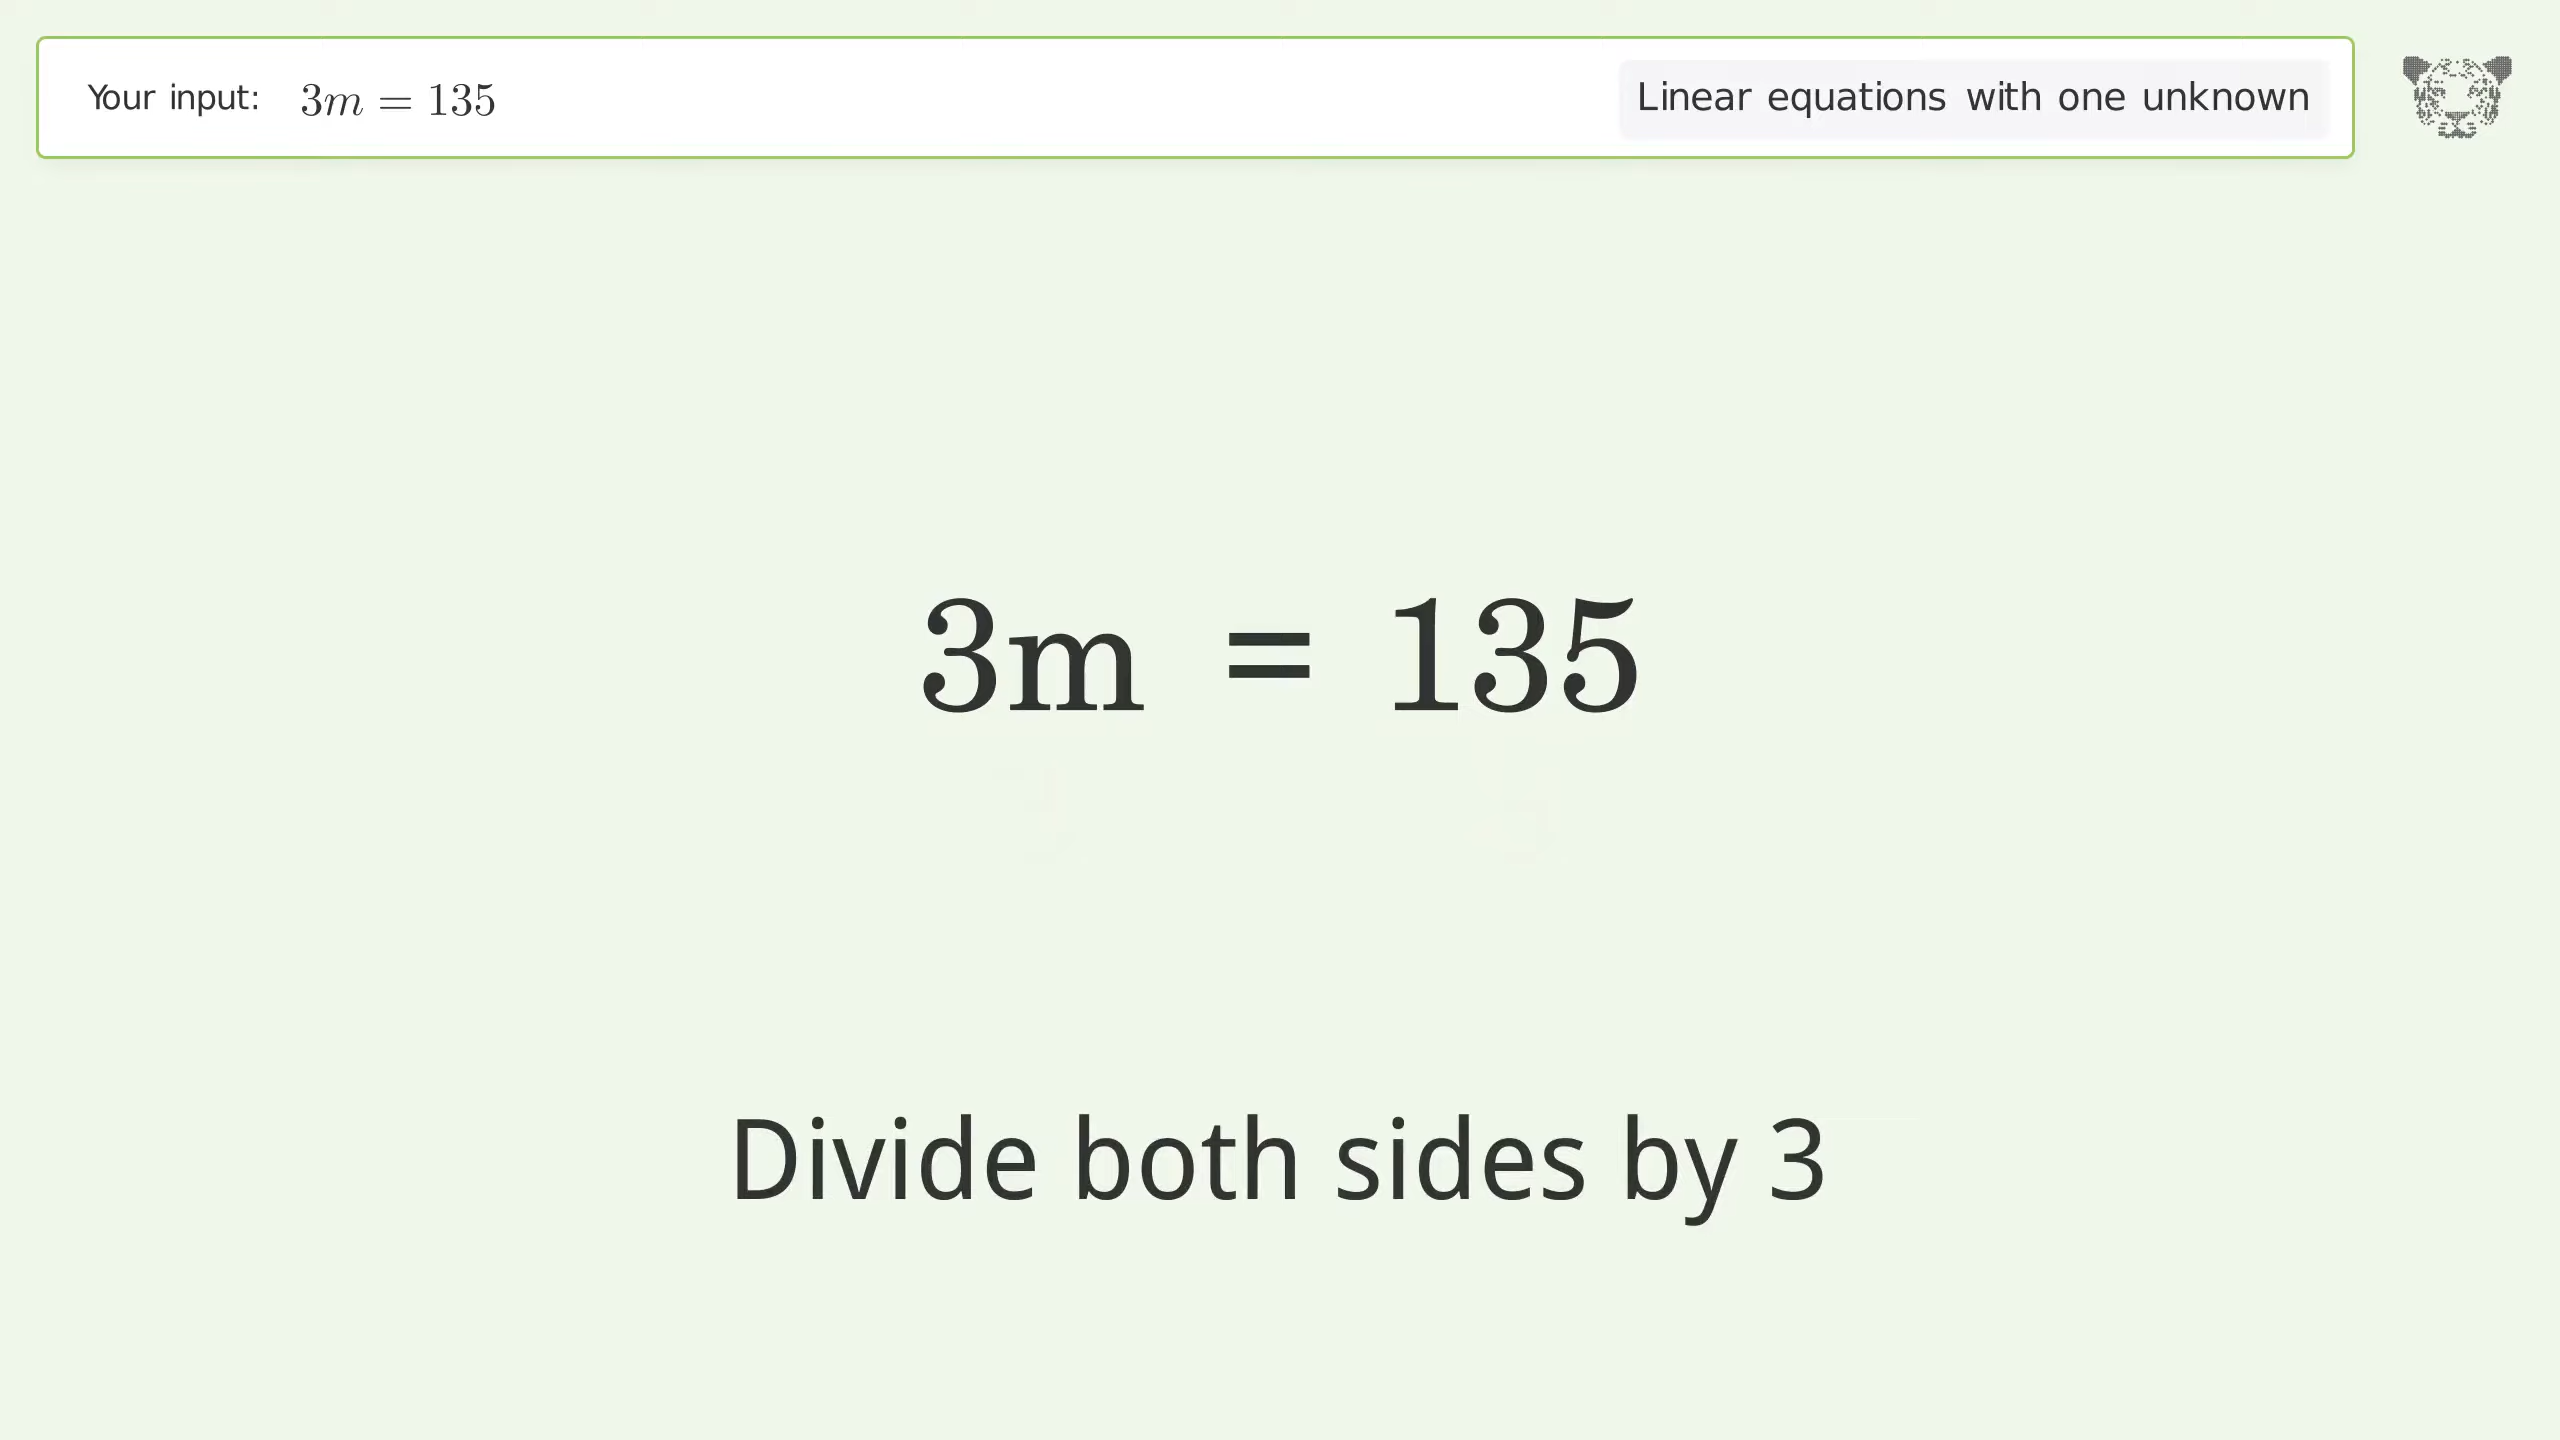 Your input: 3m = 135
Linear equations with one unknown
3m = 135
Divide both sides by 3